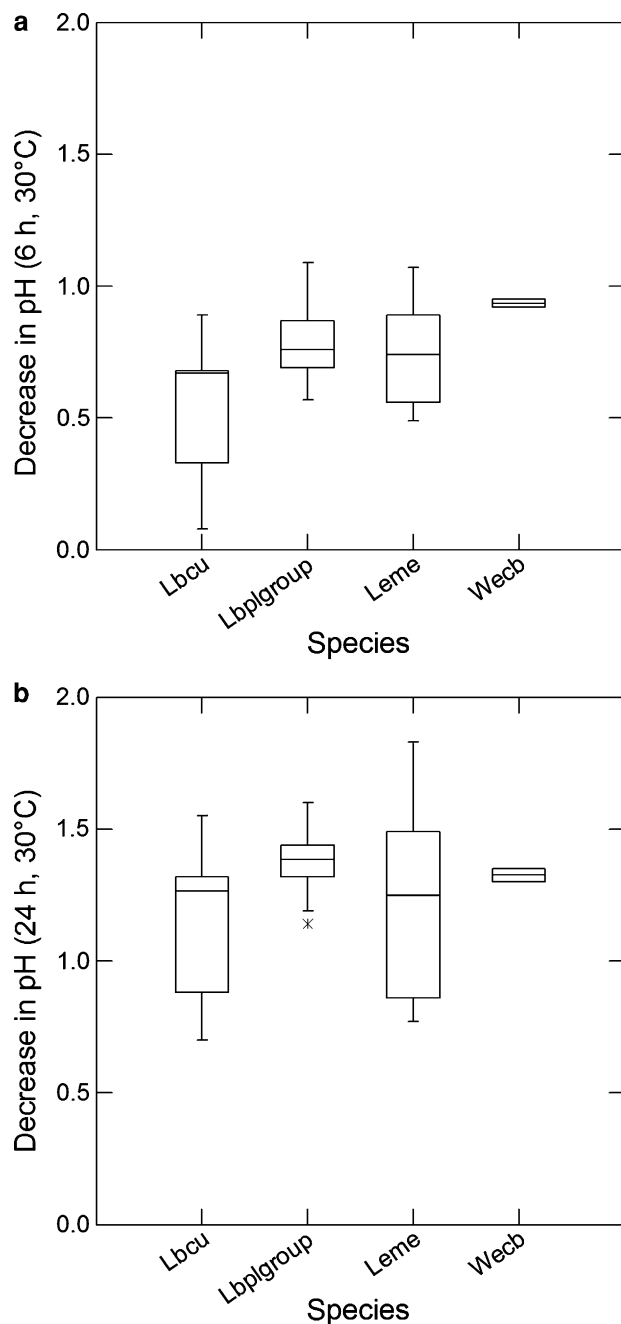 a
2.0
1.5
1.0
0.5
0.0
Decrease in pH (6 h, 30°C)
Lbcu
Lbplgroup
Leme
Wecb
Species
b
2.0
1.5
1.0
0.5
0.0
Decrease in pH (24 h, 30°C)
Lbcu
Lbplgroup
Leme
Wecb
Species